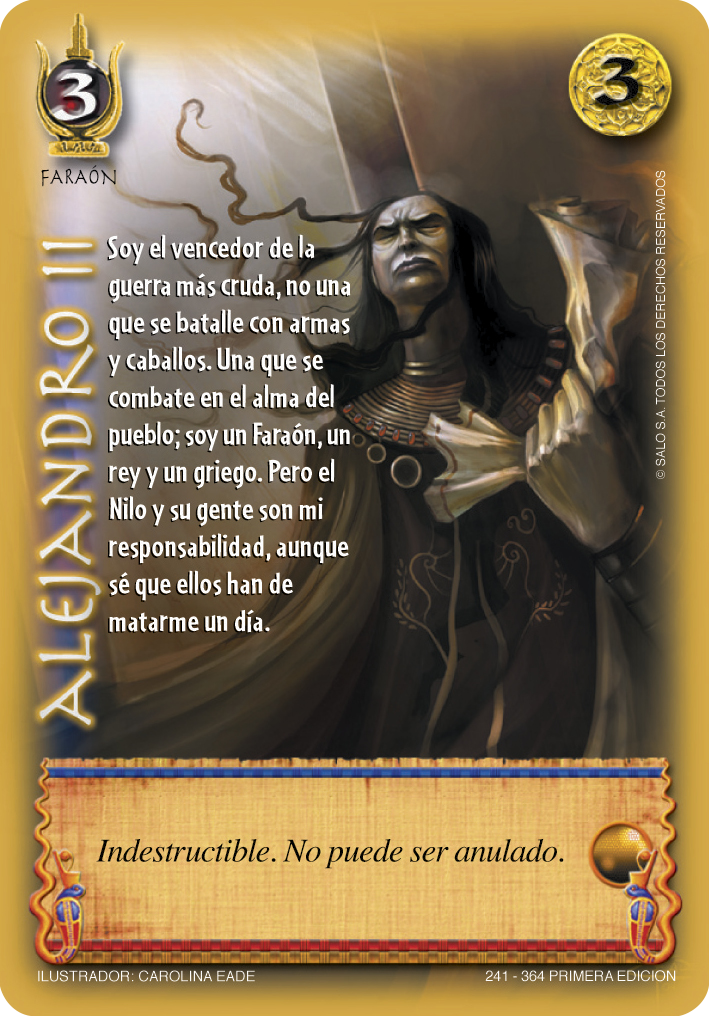 3
3
FARAÓN
ALEJANDRO II
Soy el vencedor de la
guerra más cruda, no una
que se batalle con armas
y caballos. Una que se
combate en el alma del
pueblo; soy un Faraón, un
rey y un griego. Pero el
Nilo y su gente son mi
responsabilidad, aunque
sé que ellos han de
matarme un día.
© SALO S.A. TODOS LOS DERECHOS RESERVADOS
Indestructible. No puede ser anulado.
ILUSTRADOR: CAROLINA EADE
241 - 364 PRIMERA EDICION